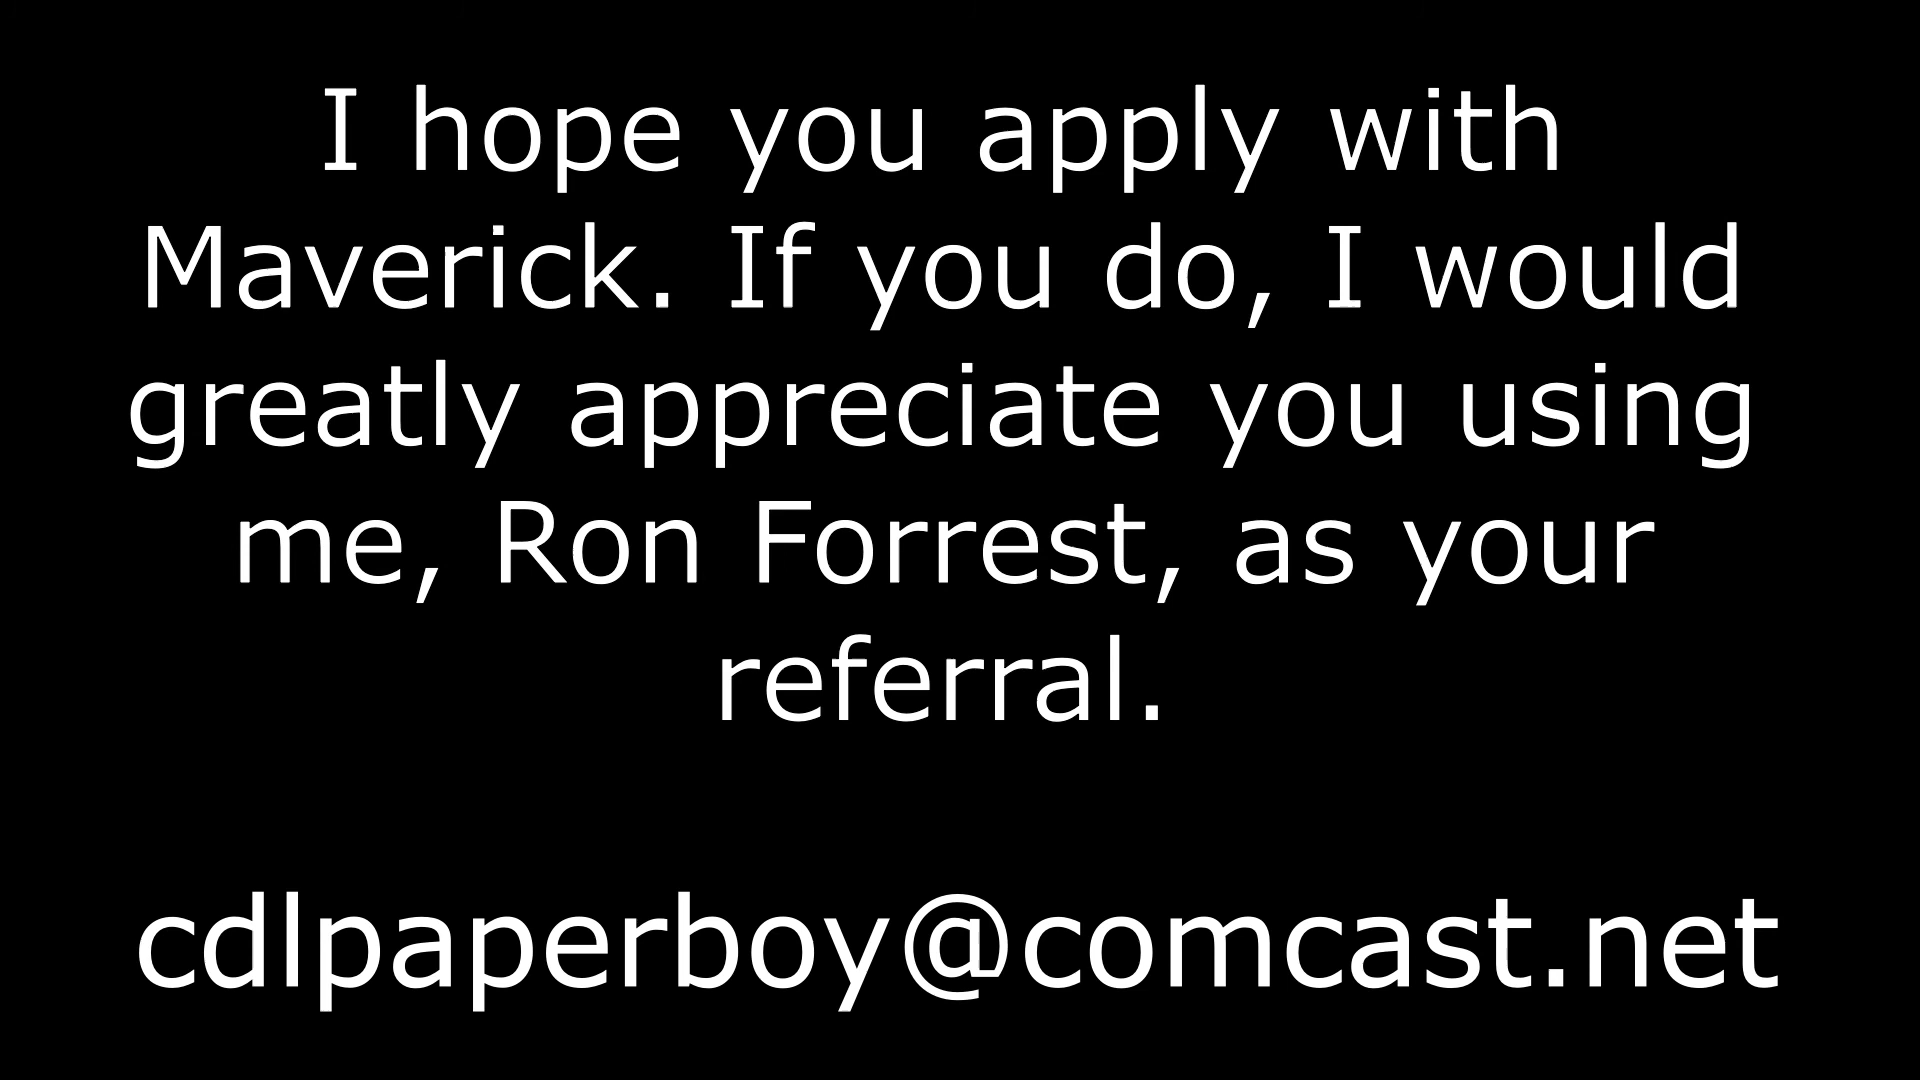 I hope you apply with
Maverick. If you do, I would
greatly appreciate you using
me, Ron Forrest, as your
referral.
cdlpaperboy@comcast.net